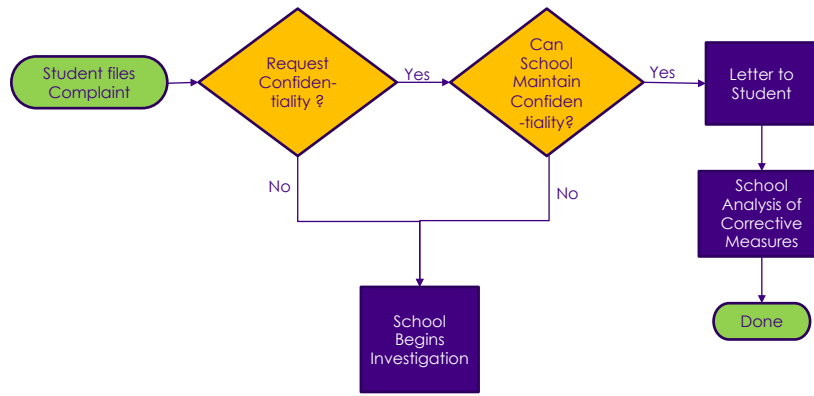 Student files
Complaint
Request
Confiden-
tiality ?
Yes
Can
School
Maintain
Confiden
-tiality?
Yes
Letter to
Student
No
No
School
Analysis of
Corrective
Measures
School
Begins
Investigation
Done